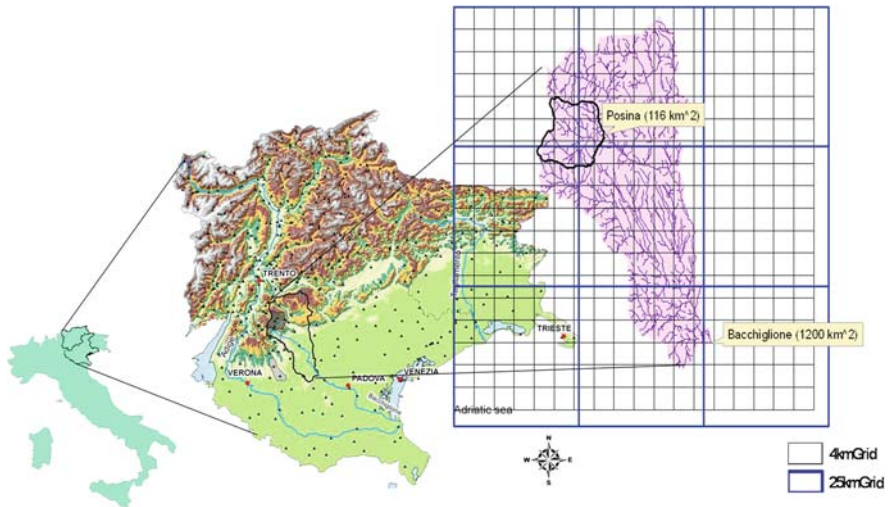 Posina (116 km^2)
TRENTO
TRIESTE
Bacchiglione (1200 km^2)
VERONA
PADOVA
VENEZIA
Adriatic sea
N
W
E
S
4kmGrid
25kmGrid